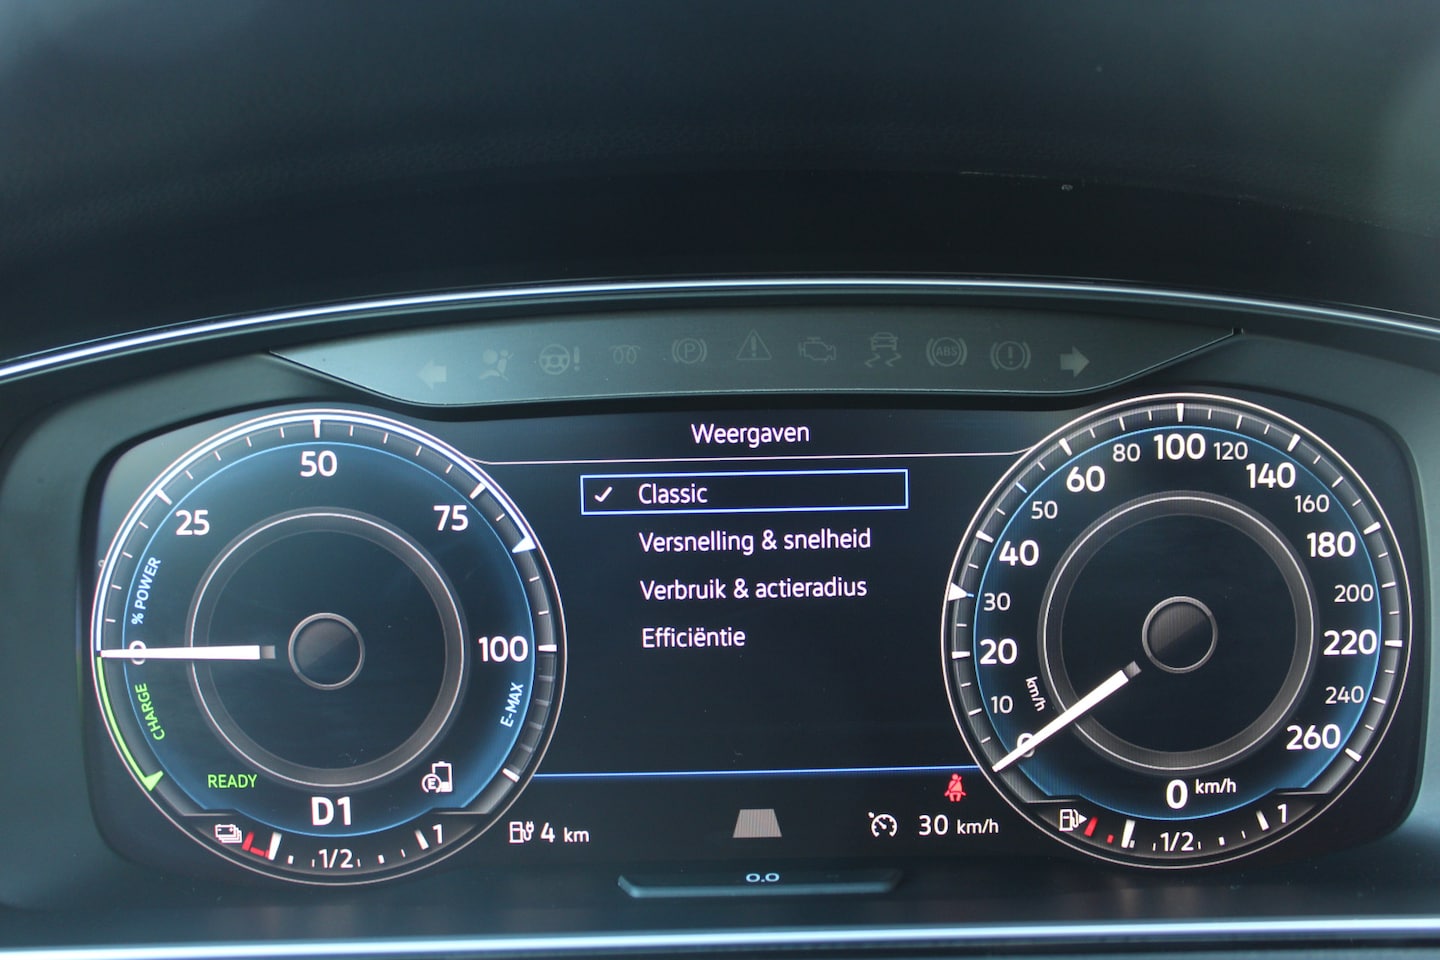 P
ABS
Weergaven
Classic
Versnelling & snelheid
Verbruik & actieradius
Efficiëntie
0
25
50
75
100
% POWER
CHARGE
E-MAX
READY
E
D1
1/2
1
4 km
30 km/h
0.0
0
10
20
30
40
50
60
80
100
120
140
160
180
200
220
240
260
km/h
0 km/h
1/2
1